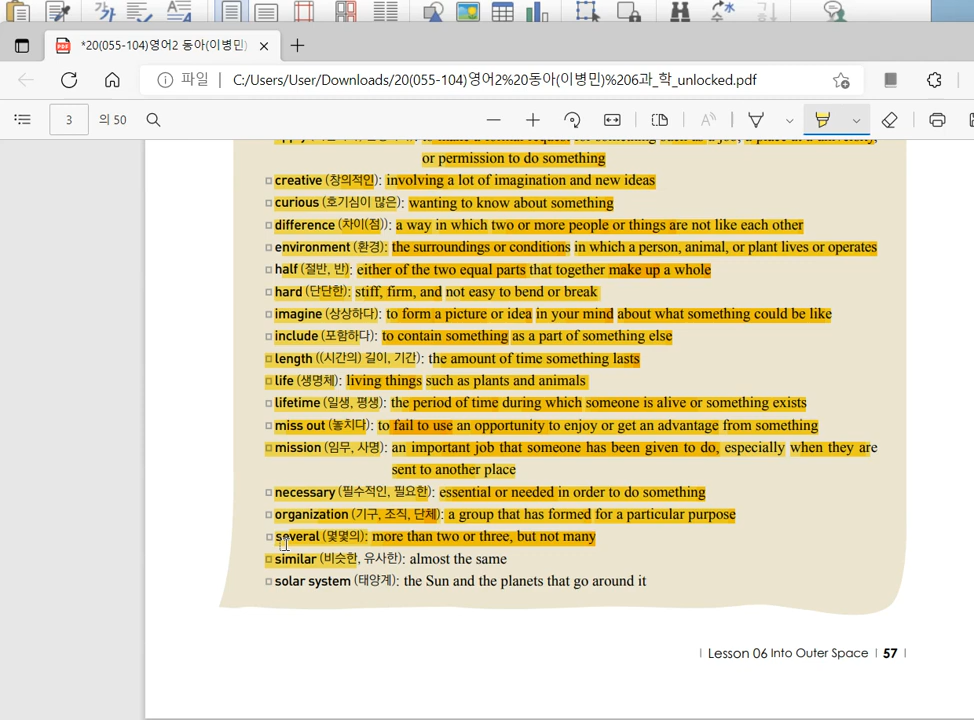 *20(055-104)영어2 동아(이병민)
파일 C:/Users/User/Downloads/20(055-104)영어2%20동아(이병민)%206과_학_unlocked.pdf
3 의 50
or permission to do something
creative (창의적인): involving a lot of imagination and new ideas
curious (호기심이 많은): wanting to know about something
difference (차이(점)): a way in which two or more people or things are not like each other
environment (환경): the surroundings or conditions in which a person, animal, or plant lives or operates
half (절반, 반): either of the two equal parts that together make up a whole
hard (단단한): stiff, firm, and not easy to bend or break
imagine (상상하다): to form a picture or idea in your mind about what something could be like
include (포함하다): to contain something as a part of something else
length ((시간의) 길이, 기간): the amount of time something lasts
life (생명체): living things such as plants and animals
lifetime (일생, 평생): the period of time during which someone is alive or something exists
miss out (놓치다): to fail to use an opportunity to enjoy or get an advantage from something
mission (임무, 사명): an important job that someone has been given to do, especially when they are
sent to another place
necessary (필수적인, 필요한): essential or needed in order to do something
organization (기구, 조직, 단체): a group that has formed for a particular purpose
several (몇몇의): more than two or three, but not many
similar (비슷한, 유사한): almost the same
solar system (태양계): the Sun and the planets that go around it
Lesson 06 Into Outer Space 57